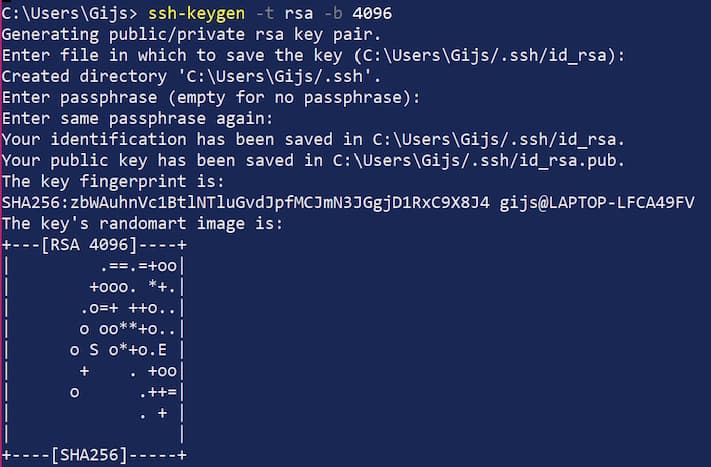 C:\Users\Gijs> ssh-keygen -t rsa -b 4096
Generating public/private rsa key pair.
Enter file in which to save the key (C:\Users\Gijs/.ssh/id_rsa):
Created directory 'C:\Users\Gijs/.ssh'.
Enter passphrase (empty for no passphrase):
Enter same passphrase again:
Your identification has been saved in C:\Users\Gijs/.ssh/id_rsa.
Your public key has been saved in C:\Users\Gijs/.ssh/id_rsa.pub.
The key fingerprint is:
SHA256:zbWAuhnVc1BtlNTluGvdJpfMCJmN3JGgjD1RxC9X8J4 gijs@LAPTOP-LFCA49FV
The key's randomart image is:
+---[RSA 4096]----+
|         .==.=+oo|
|        +ooo. *+.|
|       .o=+ ++o..|
|       o oo**+o..|
|      o S o*+o.E |
|       +    . +oo|
|      o      .++=|
|             . + |
|                 |
+----[SHA256]-----+